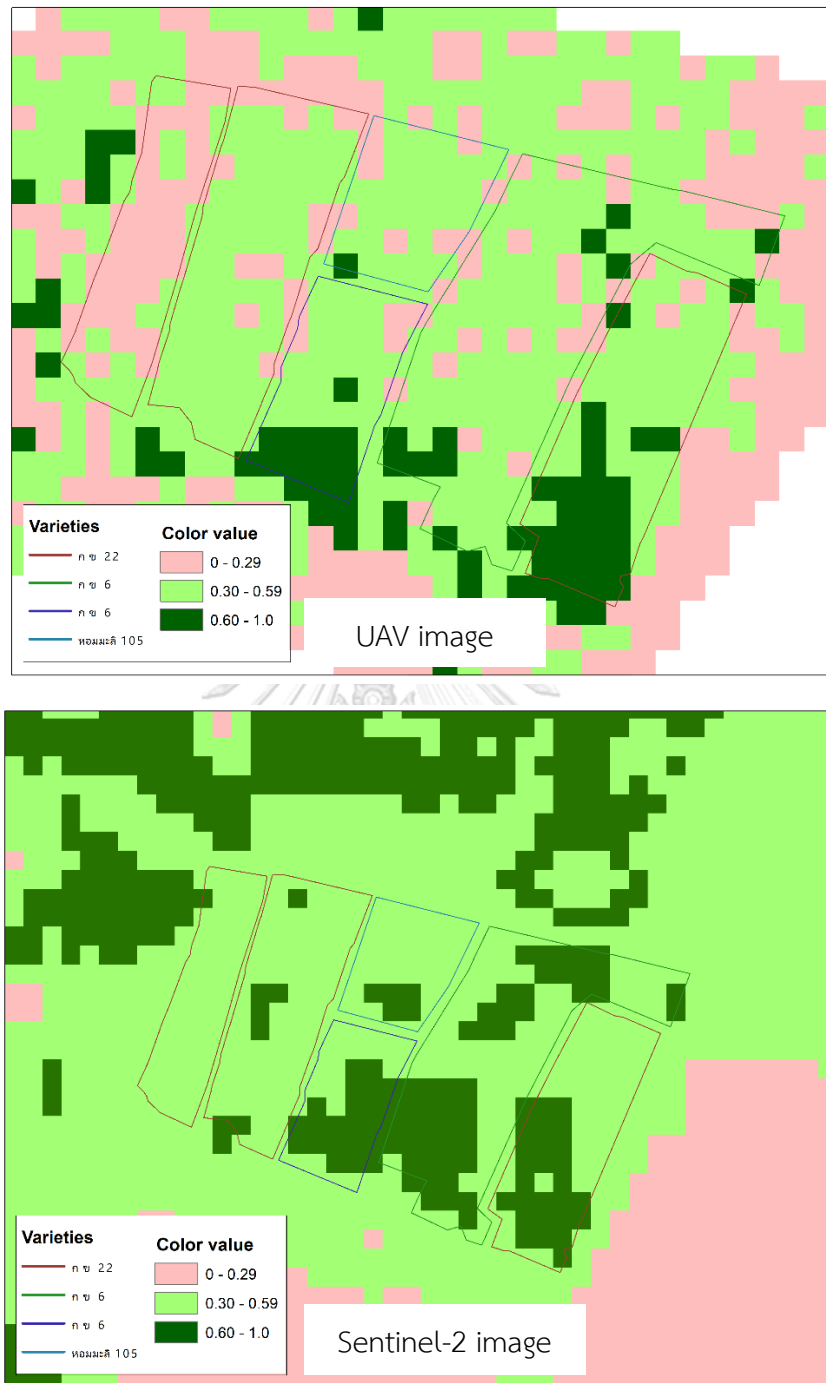 Varieties
ก ข 22
ก ข 6
ก ข 6
หอมมะลิ 105
Color value
0 - 0.29
0.30 - 0.59
0.60 - 1.0
UAV image
Varieties
ก ข 22
ก ข 6
ก ข 6
หอมมะลิ 105
Color value
0 - 0.29
0.30 - 0.59
0.60 - 1.0
Sentinel-2 image